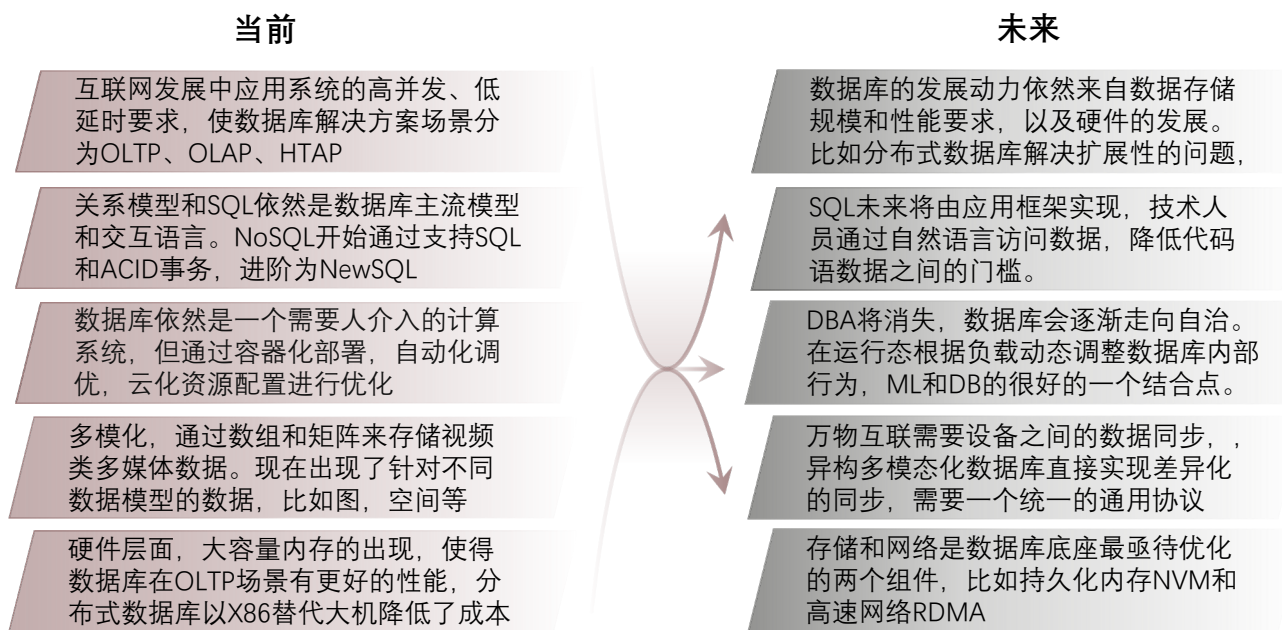 当前
互联网发展中应用系统的高并发、低
延时要求，使数据库解决方案场景分
为OLTP、OLAP、HTAP
关系模型和SQL依然是数据库主流模型
和交互语言。NoSQL开始通过支持SQL
和ACID事务，进阶为NewSQL
数据库依然是一个需要人介入的计算
系统，但通过容器化部署，自动化调
优，云化资源配置进行优化
多模化，通过数组和矩阵来存储视频
类多媒体数据。现在出现了针对不同
数据模型的数据，比如图，空间等
硬件层面，大容量内存的出现，使得
数据库在OLTP场景有更好的性能，分
布式数据库以X86替代大机降低了成本
未来
数据库的发展动力依然来自数据存储
规模和性能要求，以及硬件的发展。
比如分布式数据库解决扩展性的问题，
SQL未来将由应用框架实现，技术人
员通过自然语言访问数据，降低代码
语数据之间的门槛。
DBA将消失，数据库会逐渐走向自治。
在运行态根据负载动态调整数据库内部
行为，ML和DB的很好的一个结合点。
万物互联需要设备之间的数据同步，，
异构多模态化数据库直接实现差异化
的同步，需要一个统一的通用协议
存储和网络是数据库底座最亟待优化
的两个组件，比如持久化内存NVM和
高速网络RDMA